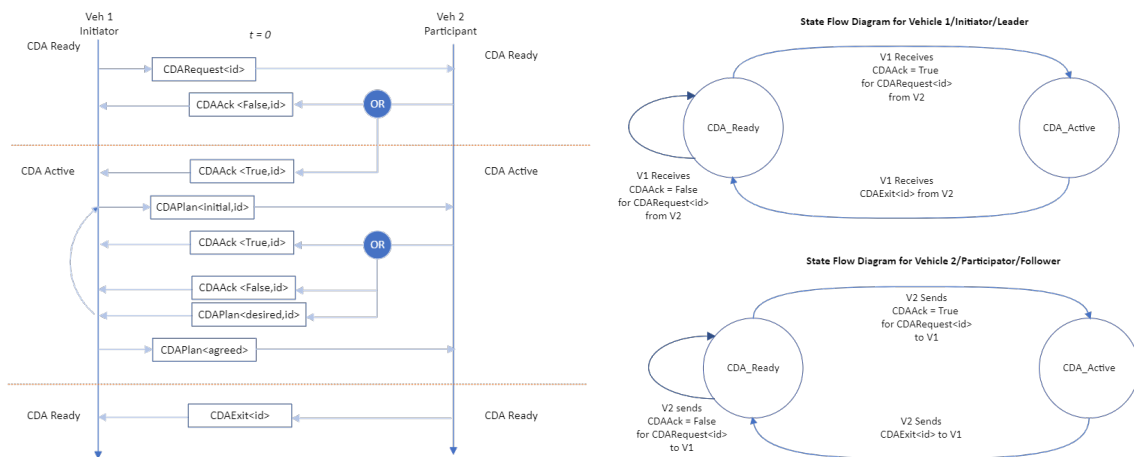 Veh 1
Initiator
t = 0
Veh 2
Participant
CDA Ready
CDA Ready
CDARequest<id>
CDAAck <False,id>
OR
CDA Active
CDAAck <True,id>
CDA Active
CDAPlan<initial,id>
CDAAck <True,id>
OR
CDAAck <False,id>
CDAPlan<desired,id>
CDAPlan<agreed>
CDA Ready
CDAExit<id>
CDA Ready
State Flow Diagram for Vehicle 1/Initiator/Leader
V1 Receives
CDAAck = True
for CDARequest<id>
from V2
CDA_Ready
CDA_Active
V1 Receives
CDAAck = False
for CDARequest<id>
from V2
V1 Receives
CDAExit<id> from V2
State Flow Diagram for Vehicle 2/Participator/Follower
V2 Sends
CDAAck = True
for CDARequest<id>
to V1
CDA_Ready
CDA_Active
V2 sends
CDAAck = False
for CDARequest<id>
to V1
V2 Sends
CDAExit<id> to V1